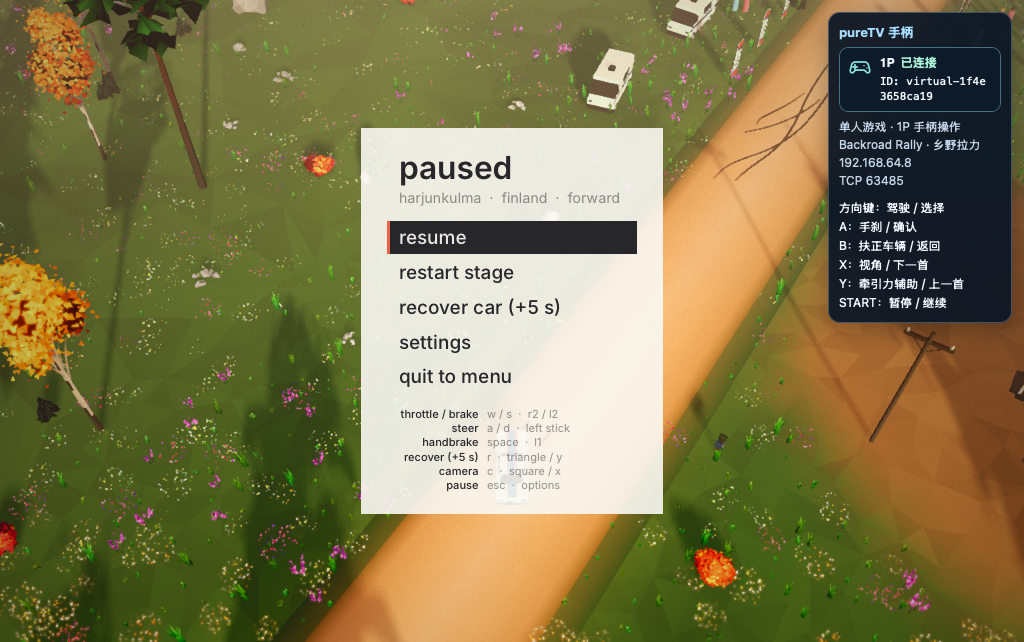 paused
harjunkulma · finland · forward
resume
restart stage
recover car (+5 s)
settings
quit to menu
throttle / brake w / s · r2 / l2
steer a / d · left stick
handbrake space · l1
recover (+5 s) r · triangle / y
camera c · square / x
pause esc · options
pureTV 手柄
1P 已连接
ID: virtual-1f4e
3658ca19
单人游戏 · 1P 手柄操作
Backroad Rally · 乡野拉力
192.168.64.8
TCP 63485
方向键：驾驶 / 选择
A：手刹 / 确认
B：扶正车辆 / 返回
X：视角 / 下一首
Y：牵引力辅助 / 上一首
START：暂停 / 继续